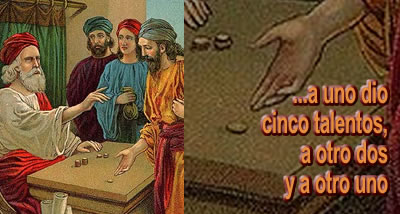 ...a uno dio
cinco talentos,
a otro dos
y a otro uno